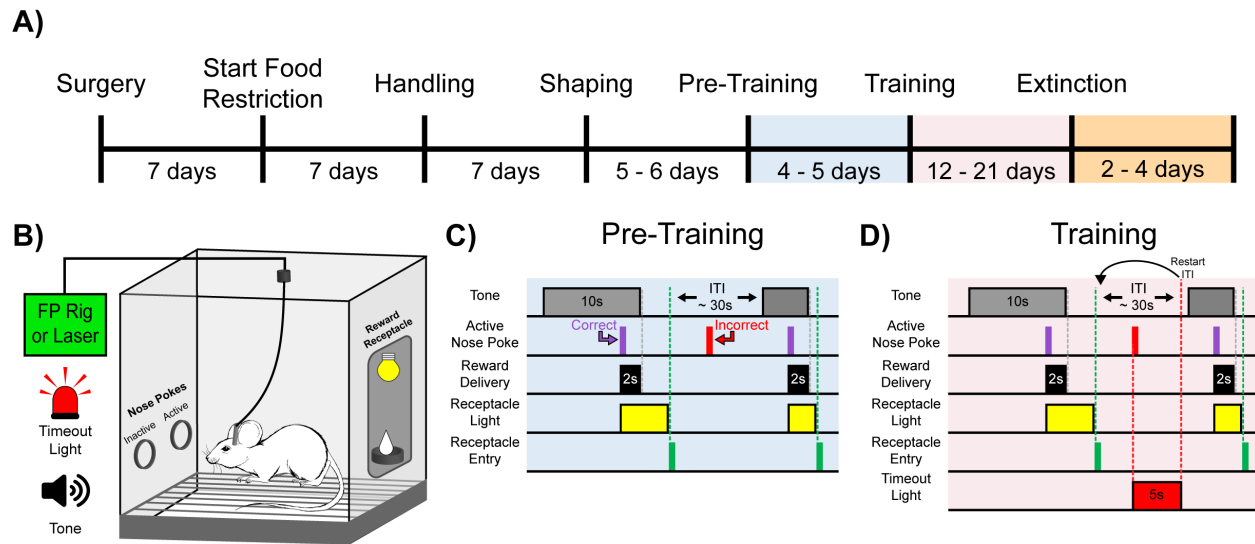 A)
Surgery
Start Food
Restriction
Handling
Shaping
Pre-Training
Training
Extinction
7 days
7 days
7 days
5 - 6 days
4 - 5 days
12 - 21 days
2 - 4 days
B)
FP Rig
or Laser
Timeout
Light
Tone
Nose Pokes
Inactive
Active
Reward
Receptacle
C)
Pre-Training
Tone
10s
ITI
~ 30s
Active
Nose Poke
Correct
Incorrect
Reward
Delivery
2s
2s
Receptacle
Light
Receptacle
Entry
D)
Training
Restart
ITI
Tone
10s
ITI
~ 30s
Active
Nose Poke
Reward
Delivery
2s
2s
Receptacle
Light
Receptacle
Entry
Timeout
Light
5s